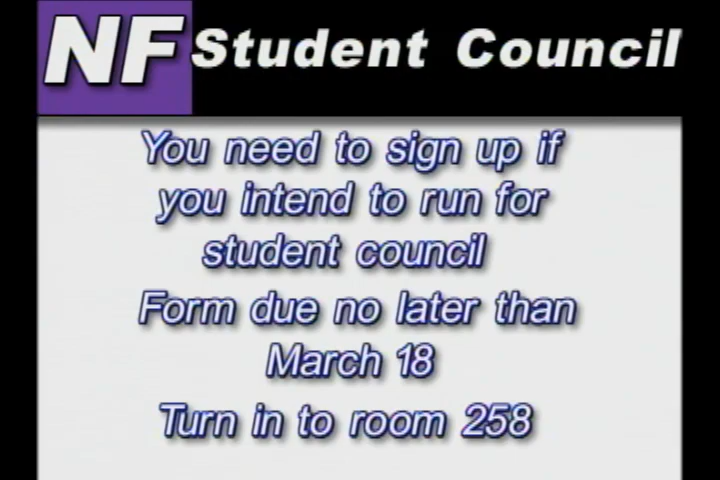 NF Student Council
You need to sign up if
you intend to run for
student council
Form due no later than
March 18
Turn in to room 258